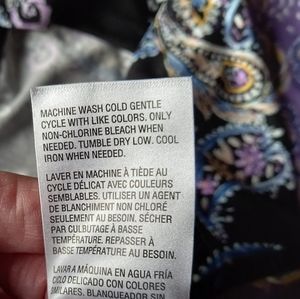 MACHINE WASH COLD GENTLE
CYCLE WITH LIKE COLORS. ONLY
NON-CHLORINE BLEACH WHEN
NEEDED. TUMBLE DRY LOW. COOL
IRON WHEN NEEDED.
LAVER EN MACHINE À TIÈDE AU
CYCLE DÉLICAT AVEC COULEURS
SEMBLABLES. UTILISER UN AGENT
DE BLANCHIMENT NON CHLORÉ
SEULEMENT AU BESOIN. SÉCHER
PAR CULBUTAGE À BASSE
TEMPÉRATURE. REPASSER À
BASSE TEMPÉRATURE AU BESOIN.
LAVAR A MÁQUINA EN AGUA FRÍA
CICLO DELICADO CON COLORES
SIMILARES. BLANQUEADOR SIN